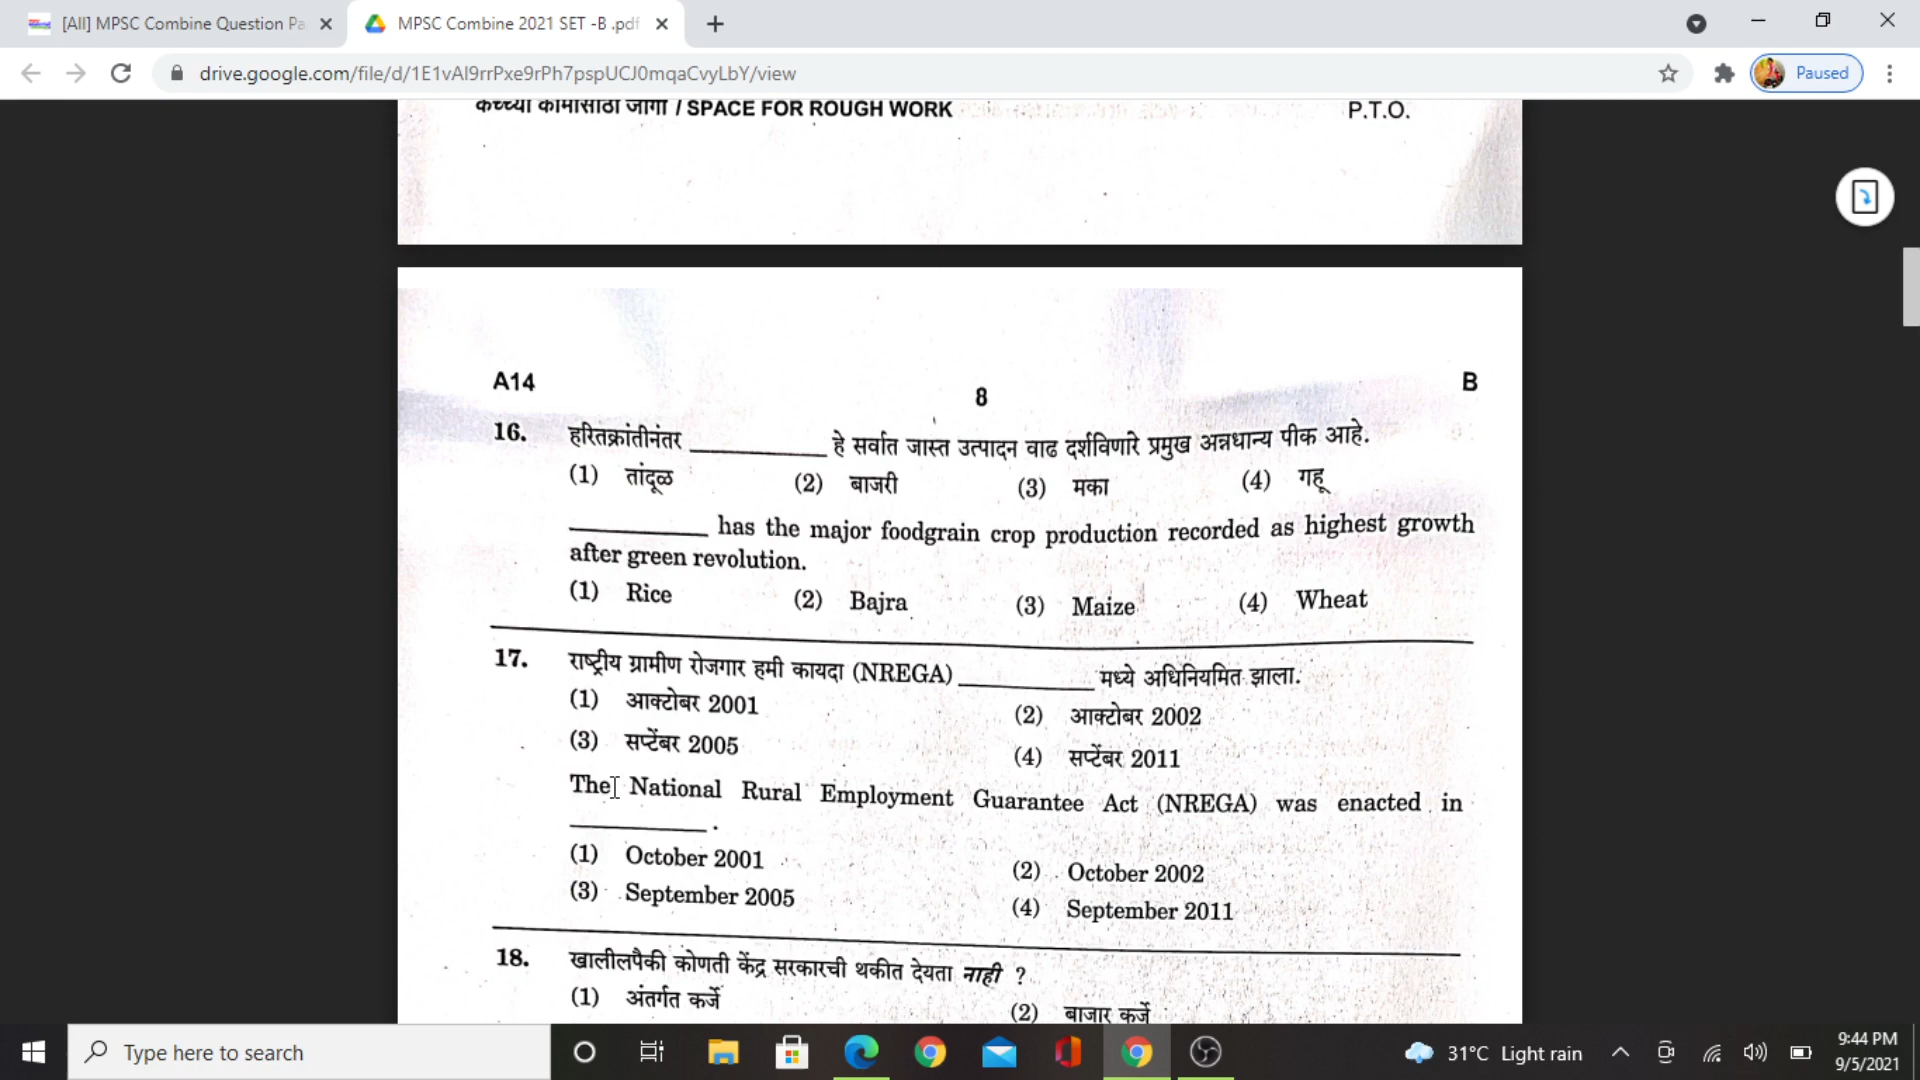 [All] MPSC Combine Question Pa
MPSC Combine 2021 SET -B .pdf
drive.google.com/file/d/1E1vAl9rrPxe9rPh7pspUCJ0mqaCvyLbY/view
Paused
कच्च्या कामासाठी जागा / SPACE FOR ROUGH WORK
P.T.O.
A14
8
B
16. हरितक्रांतीनंतर __________ हे सर्वात जास्त उत्पादन वाढ दर्शविणारे प्रमुख अन्नधान्य पीक आहे.
(1) तांदूळ (2) बाजरी (3) मका (4) गहू
__________ has the major foodgrain crop production recorded as highest growth
after green revolution.
(1) Rice (2) Bajra (3) Maize (4) Wheat
17. राष्ट्रीय ग्रामीण रोजगार हमी कायदा (NREGA) __________ मध्ये अधिनियमित झाला.
(1) आक्टोबर 2001 (2) आक्टोबर 2002
(3) सप्टेंबर 2005 (4) सप्टेंबर 2011
The National Rural Employment Guarantee Act (NREGA) was enacted in
__________ .
(1) October 2001 (2) October 2002
(3) September 2005 (4) September 2011
18. खालीलपैकी कोणती केंद्र सरकारची थकीत देयता नाही ?
(1) अंतर्गत कर्जे (2) बाजार कर्जे
Type here to search
31°C Light rain
9:44 PM
9/5/2021